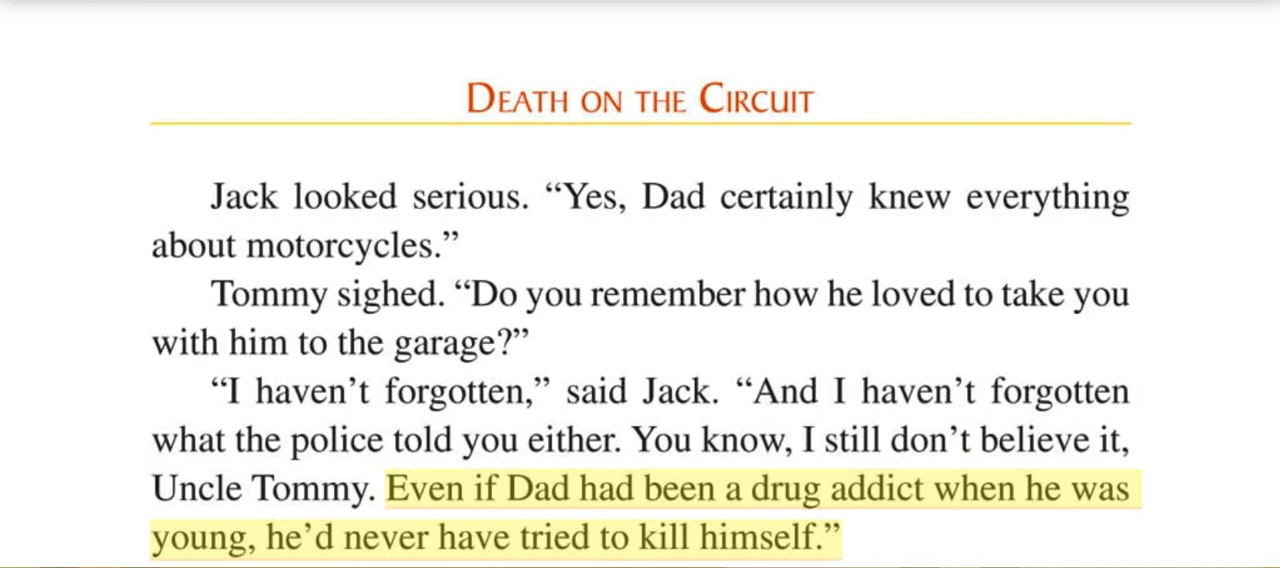 DEATH ON THE CIRCUIT
Jack looked serious. “Yes, Dad certainly knew everything
about motorcycles.”
Tommy sighed. “Do you remember how he loved to take you
with him to the garage?”
“I haven’t forgotten,” said Jack. “And I haven’t forgotten
what the police told you either. You know, I still don’t believe it,
Uncle Tommy. Even if Dad had been a drug addict when he was
young, he’d never have tried to kill himself.”